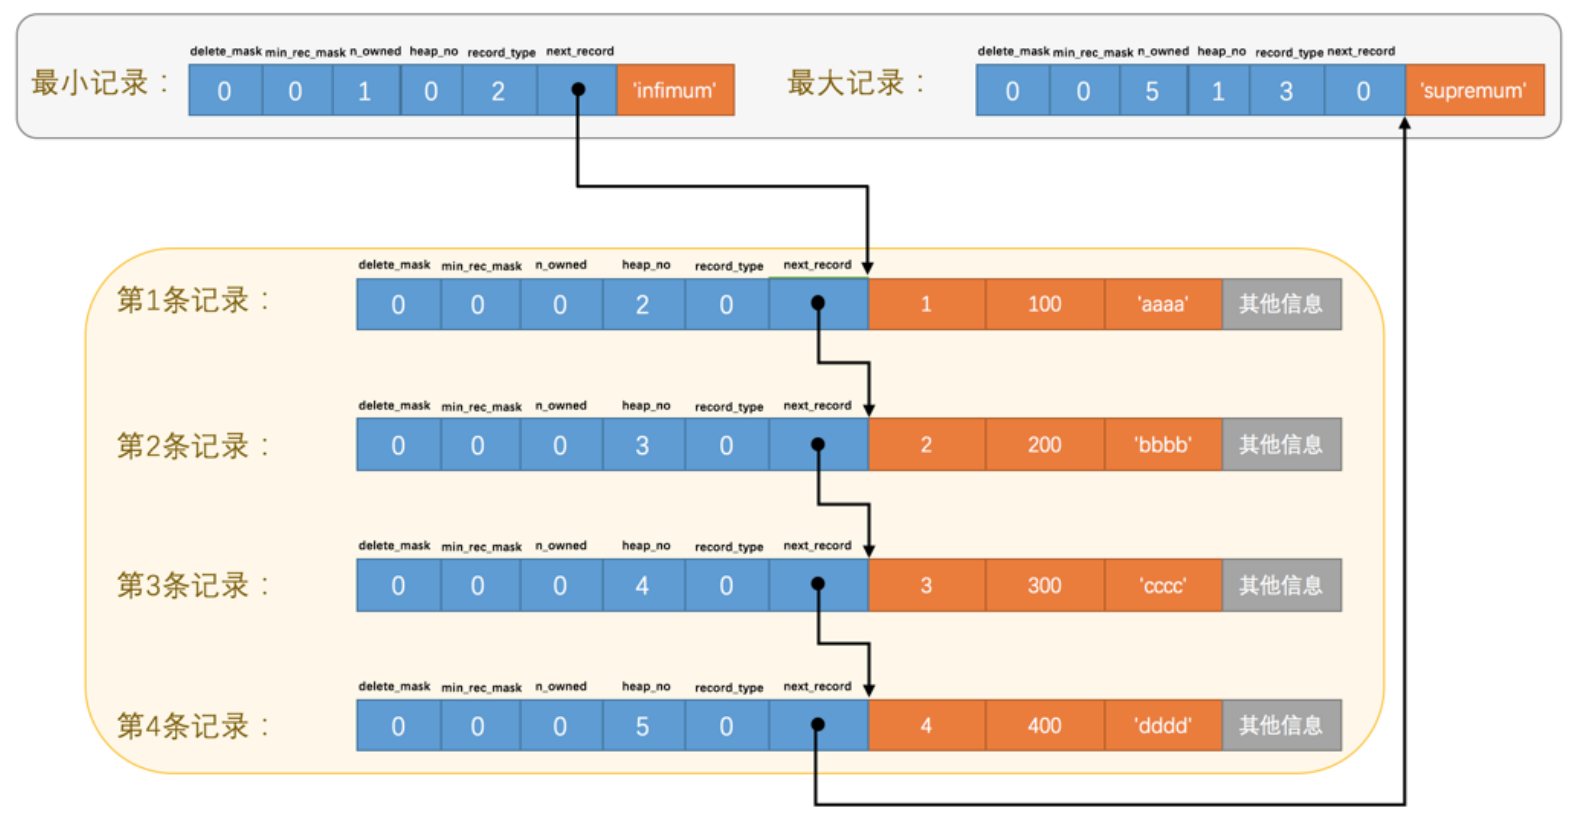 delete_mask min_rec_mask n_owned heap_no record_type next_record
最小记录： 0 0 1 0 2 'infimum'
delete_mask min_rec_mask n_owned heap_no record_type next_record
最大记录： 0 0 5 1 3 0 'supremum'
delete_mask min_rec_mask n_owned heap_no record_type next_record
第1条记录： 0 0 0 2 0 1 100 'aaaa' 其他信息
delete_mask min_rec_mask n_owned heap_no record_type next_record
第2条记录： 0 0 0 3 0 2 200 'bbbb' 其他信息
delete_mask min_rec_mask n_owned heap_no record_type next_record
第3条记录： 0 0 0 4 0 3 300 'cccc' 其他信息
delete_mask min_rec_mask n_owned heap_no record_type next_record
第4条记录： 0 0 0 5 0 4 400 'dddd' 其他信息